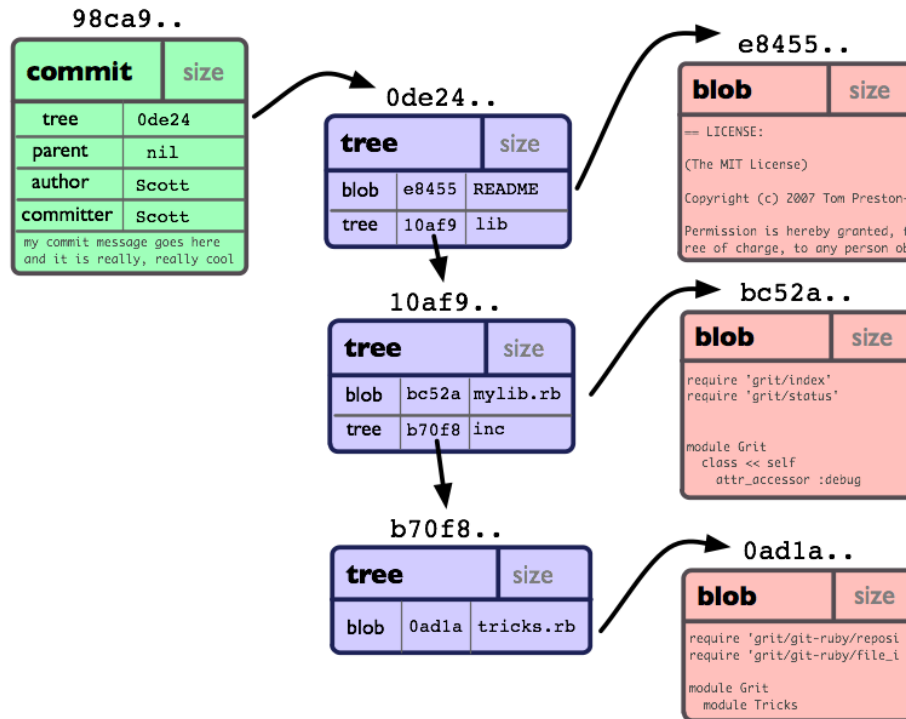 98ca9..
commit size
tree 0de24
parent nil
author Scott
committer Scott
my commit message goes here
and it is really, really cool
0de24..
tree size
blob e8455 README
tree 10af9 lib
10af9..
tree size
blob bc52a mylib.rb
tree b70f8 inc
b70f8..
tree size
blob 0ad1a tricks.rb
e8455..
blob size
== LICENSE:
(The MIT License)
Copyright (c) 2007 Tom Preston-
Permission is hereby granted, f
ree of charge, to any person ob
bc52a..
blob size
require 'grit/index'
require 'grit/status'
module Grit
class << self
attr_accessor :debug
0ad1a..
blob size
require 'grit/git-ruby/reposi
require 'grit/git-ruby/file_i
module Grit
module Tricks